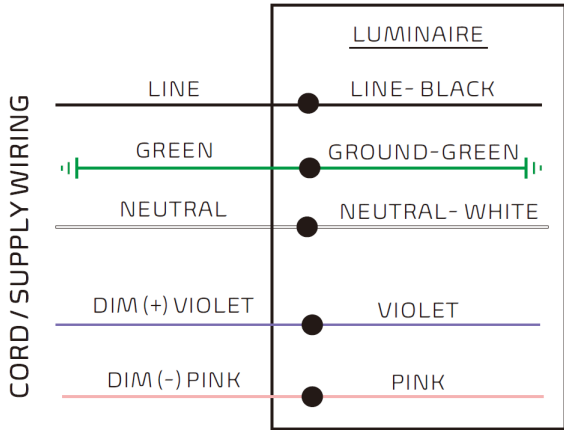 CORD / SUPPLY WIRING
LUMINAIRE
LINE LINE- BLACK
GREEN GROUND-GREEN
NEUTRAL NEUTRAL- WHITE
DIM (+) VIOLET VIOLET
DIM (-) PINK PINK